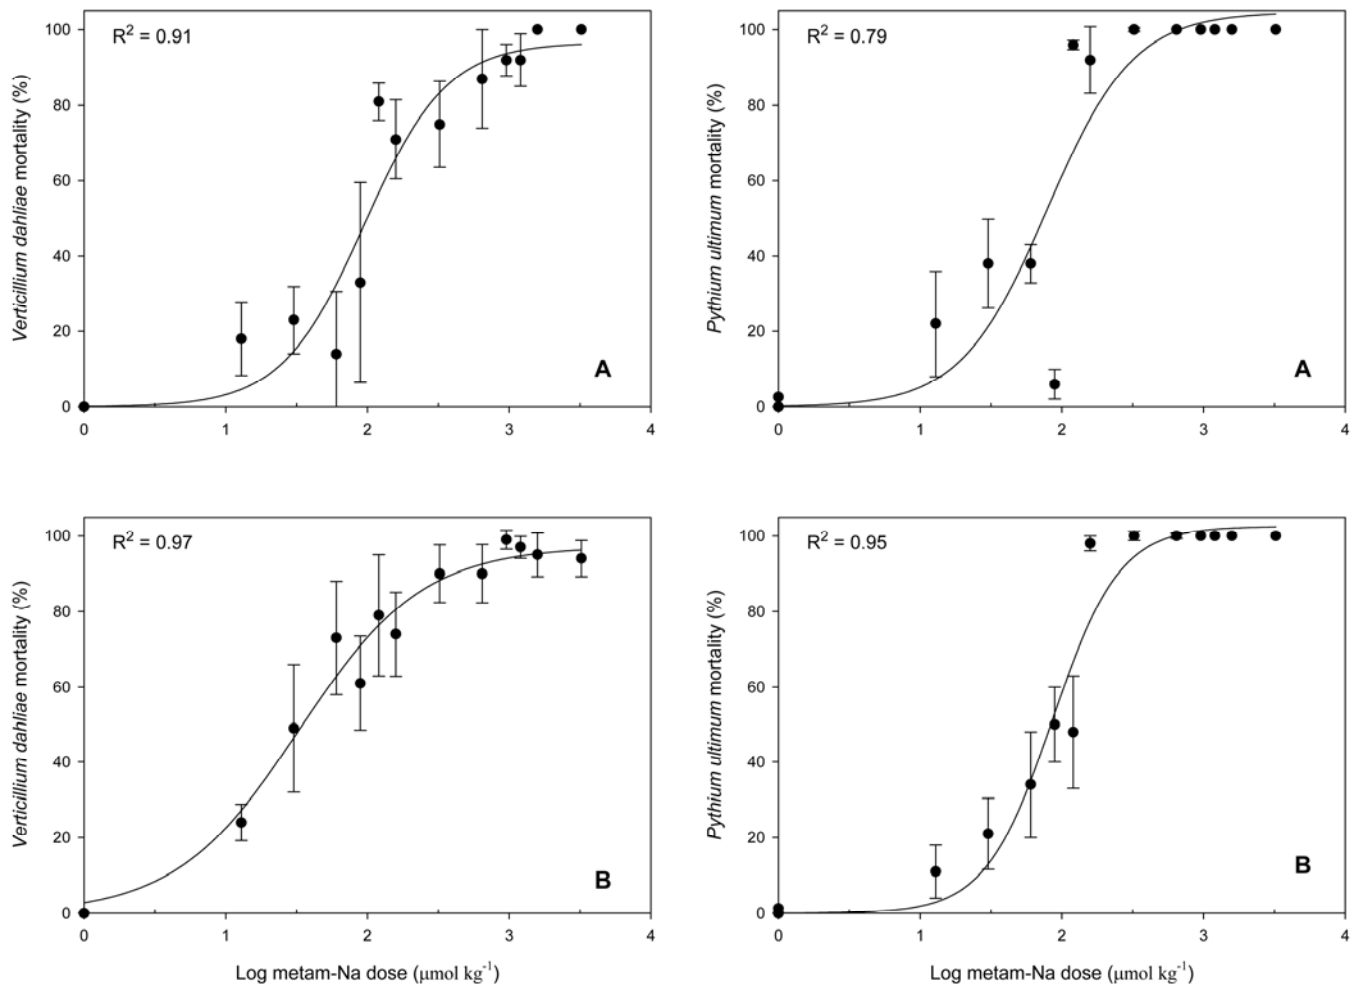 R² = 0.91
Verticillium dahliae mortality (%)
100
80
60
40
20
0
0 1 2 3 4
A
R² = 0.79
Pythium ultimum mortality (%)
100
80
60
40
20
0
0 1 2 3 4
A
R² = 0.97
Verticillium dahliae mortality (%)
100
80
60
40
20
0
0 1 2 3 4
B
Log metam-Na dose (μmol kg⁻¹)
R² = 0.95
Pythium ultimum mortality (%)
100
80
60
40
20
0
0 1 2 3 4
B
Log metam-Na dose (μmol kg⁻¹)